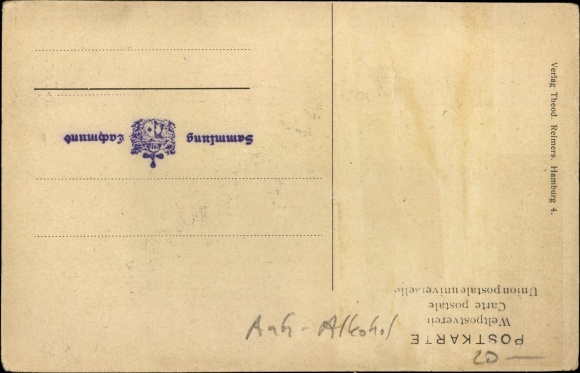 POSTKARTE
Weltpostverein
Carte postale
Union postale universelle
Verlag Theod. Reimers, Hamburg 4.
Sammlung Lachmund
Anti-Alkohol
20 —